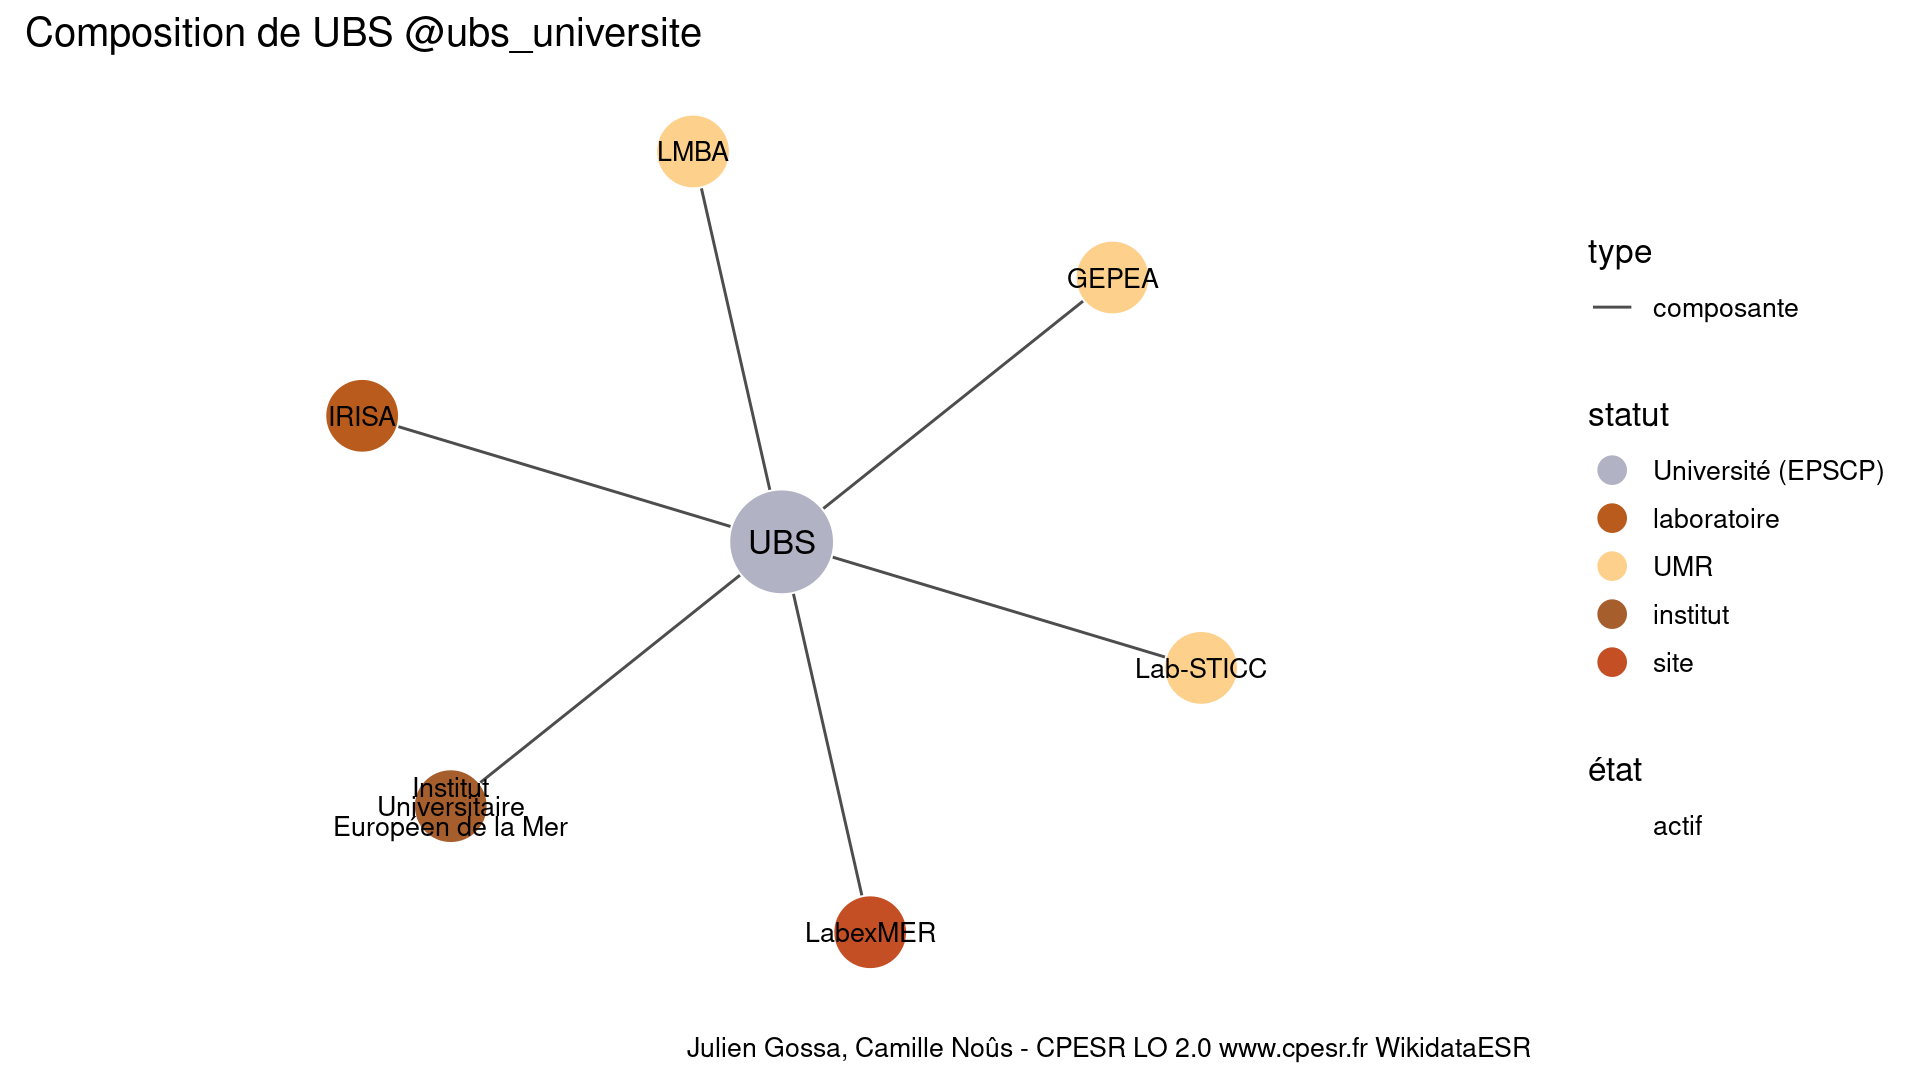 Composition de UBS @ubs_universite
LMBA
GEPEA
IRISA
UBS
Lab-STICC
Institut
Universitaire
Européen de la Mer
LabexMER
type
composante
statut
Université (EPSCP)
laboratoire
UMR
institut
site
état
actif
Julien Gossa, Camille Noûs - CPESR LO 2.0 www.cpesr.fr WikidataESR